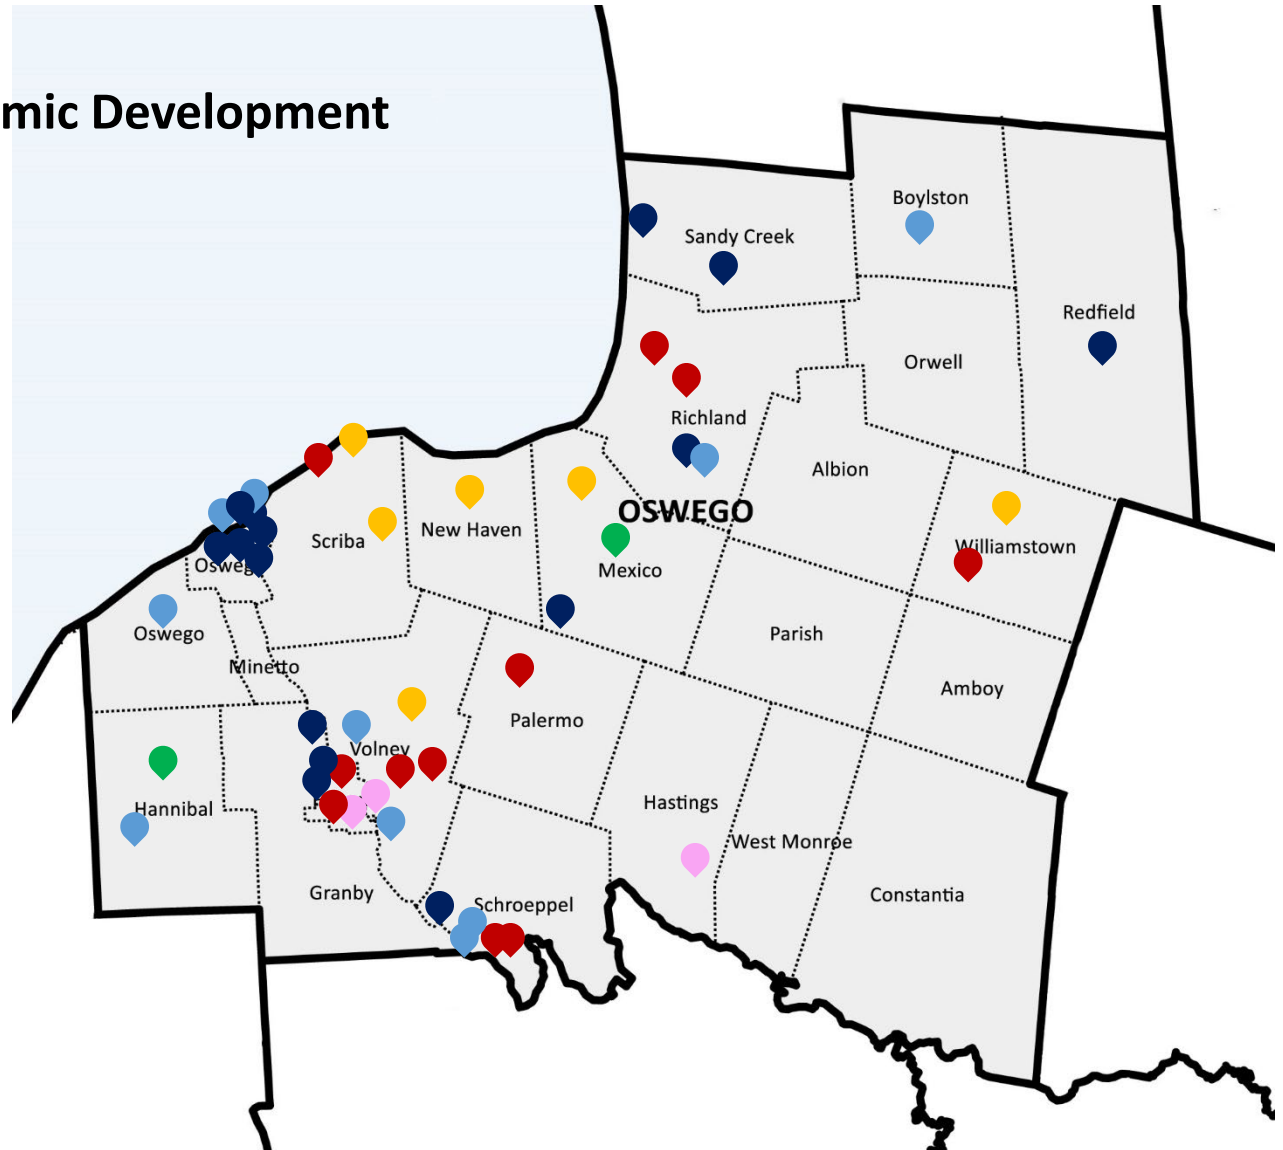 mic Development
Boylston
Sandy Creek
Redfield
Orwell
Richland
Albion
OSWEGO
New Haven
Scriba
Williamstown
Mexico
Oswego
Oswego
Parish
Minetto
Amboy
Palermo
Volney
Hastings
Hannibal
West Monroe
Granby
Constantia
Schroeppel